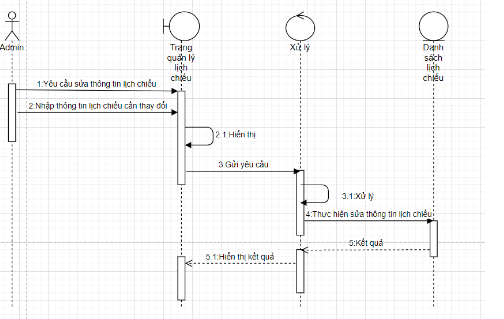 Admin
Trang
quản lý
lịch
chiếu
Xử lý
Danh
sách
lịch
chiếu
1:Yêu cầu sửa thông tin lịch chiếu
2:Nhập thông tin lịch chiếu cần thay đổi
2.1:Hiển thị
3.Gửi yêu cầu
3.1:Xử lý
4:Thực hiện sửa thông tin lịch chiếu
5:Kết quả
5.1:Hiển thị kết quả